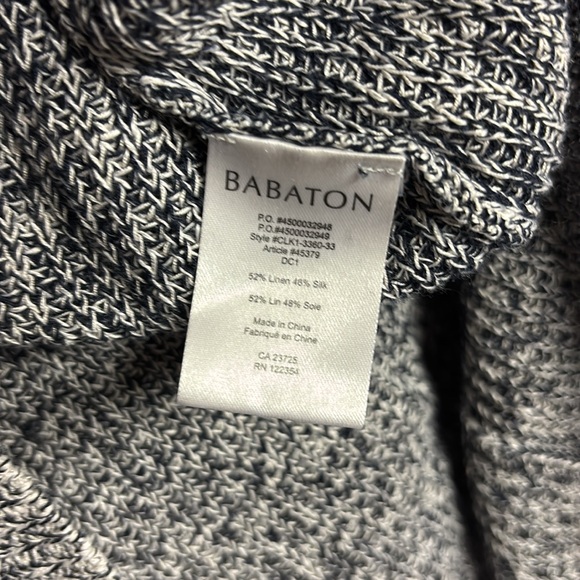 BABATON
P.O. #4500032948
P.O.#4500032949
Style #CLK1-3360-33
Article #45379
DC1
52% Linen 48% Silk
52% Lin 48% Soie
Made in China
Fabriqué en Chine
CA 23725
RN 122354